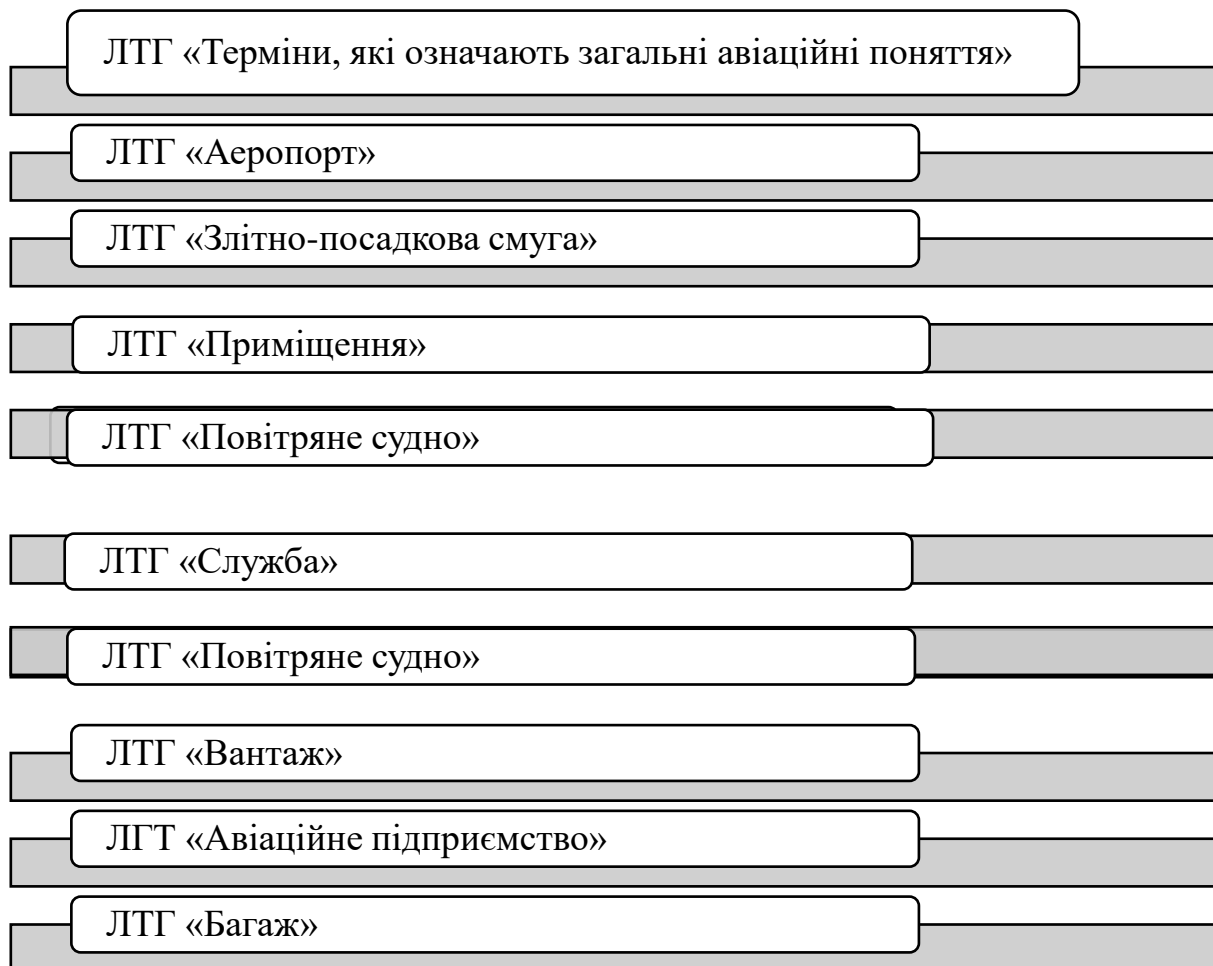 ЛТГ «Терміни, які означають загальні авіаційні поняття»
ЛТГ «Аеропорт»
ЛТГ «Злітно-посадкова смуга»
ЛТГ «Приміщення»
ЛТГ «Повітряне судно»
ЛТГ «Служба»
ЛТГ «Повітряне судно»
ЛТГ «Вантаж»
ЛГТ «Авіаційне підприємство»
ЛТГ «Багаж»